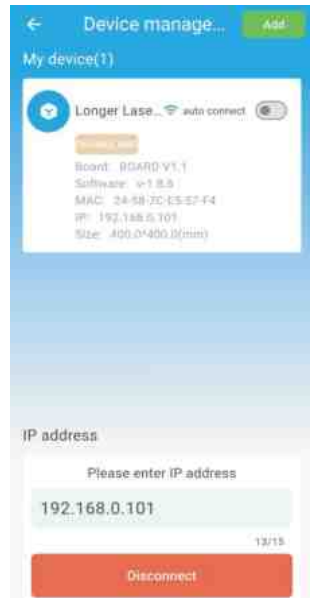 Device manage... Add
My device(1)
Longer Lase... auto connect
Board: BOARD V1.1
Software: v-1.8.6
MAC: 24-58-7C-E5-57-F4
IP: 192.168.0.101
Size: 400.0*400.0(mm)
IP address
Please enter IP address
192.168.0.101
13/15
Disconnect